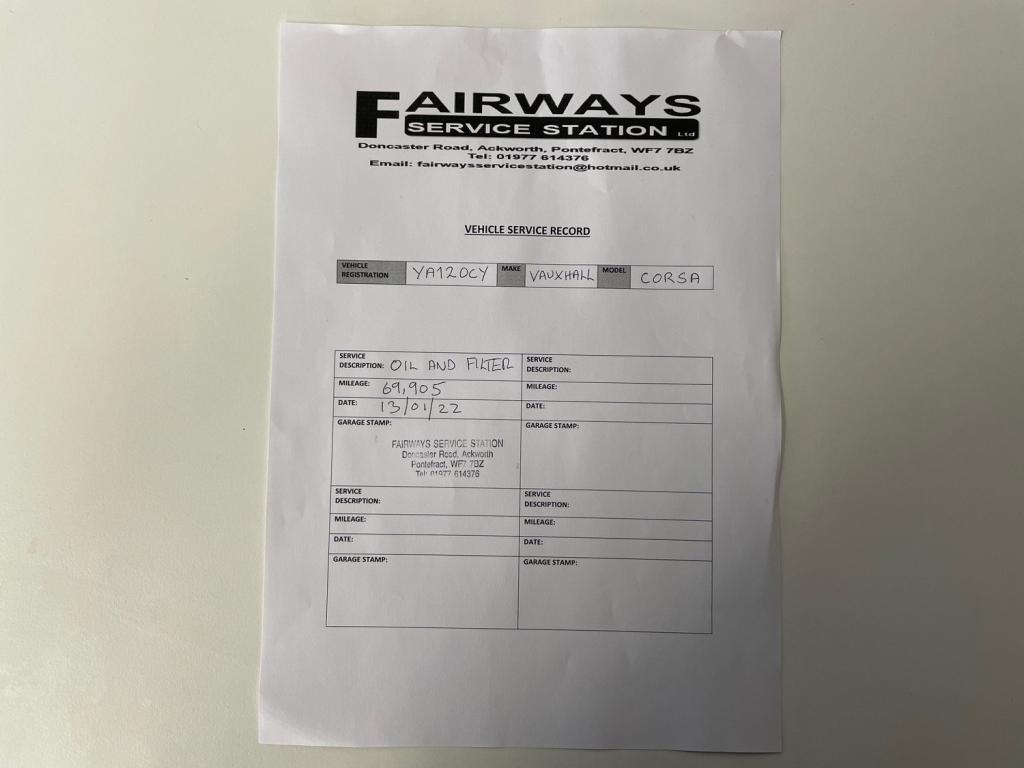 FAIRWAYS
SERVICE STATION Ltd
Doncaster Road, Ackworth, Pontefract, WF7 7BZ
Tel: 01977 614376
Email: fairwaysservicestation@hotmail.co.uk
VEHICLE SERVICE RECORD
VEHICLE REGISTRATION YA12OCY MAKE VAUXHALL MODEL CORSA
SERVICE
DESCRIPTION: OIL AND FILTER
MILEAGE: 69,905
DATE: 13/01/22
GARAGE STAMP:
FAIRWAYS SERVICE STATION
Doncaster Road, Ackworth
Pontefract, WF7 7BZ
Tel: 01977 614376
SERVICE
DESCRIPTION:
MILEAGE:
DATE:
GARAGE STAMP:
SERVICE
DESCRIPTION:
MILEAGE:
DATE:
GARAGE STAMP:
SERVICE
DESCRIPTION:
MILEAGE:
DATE:
GARAGE STAMP: